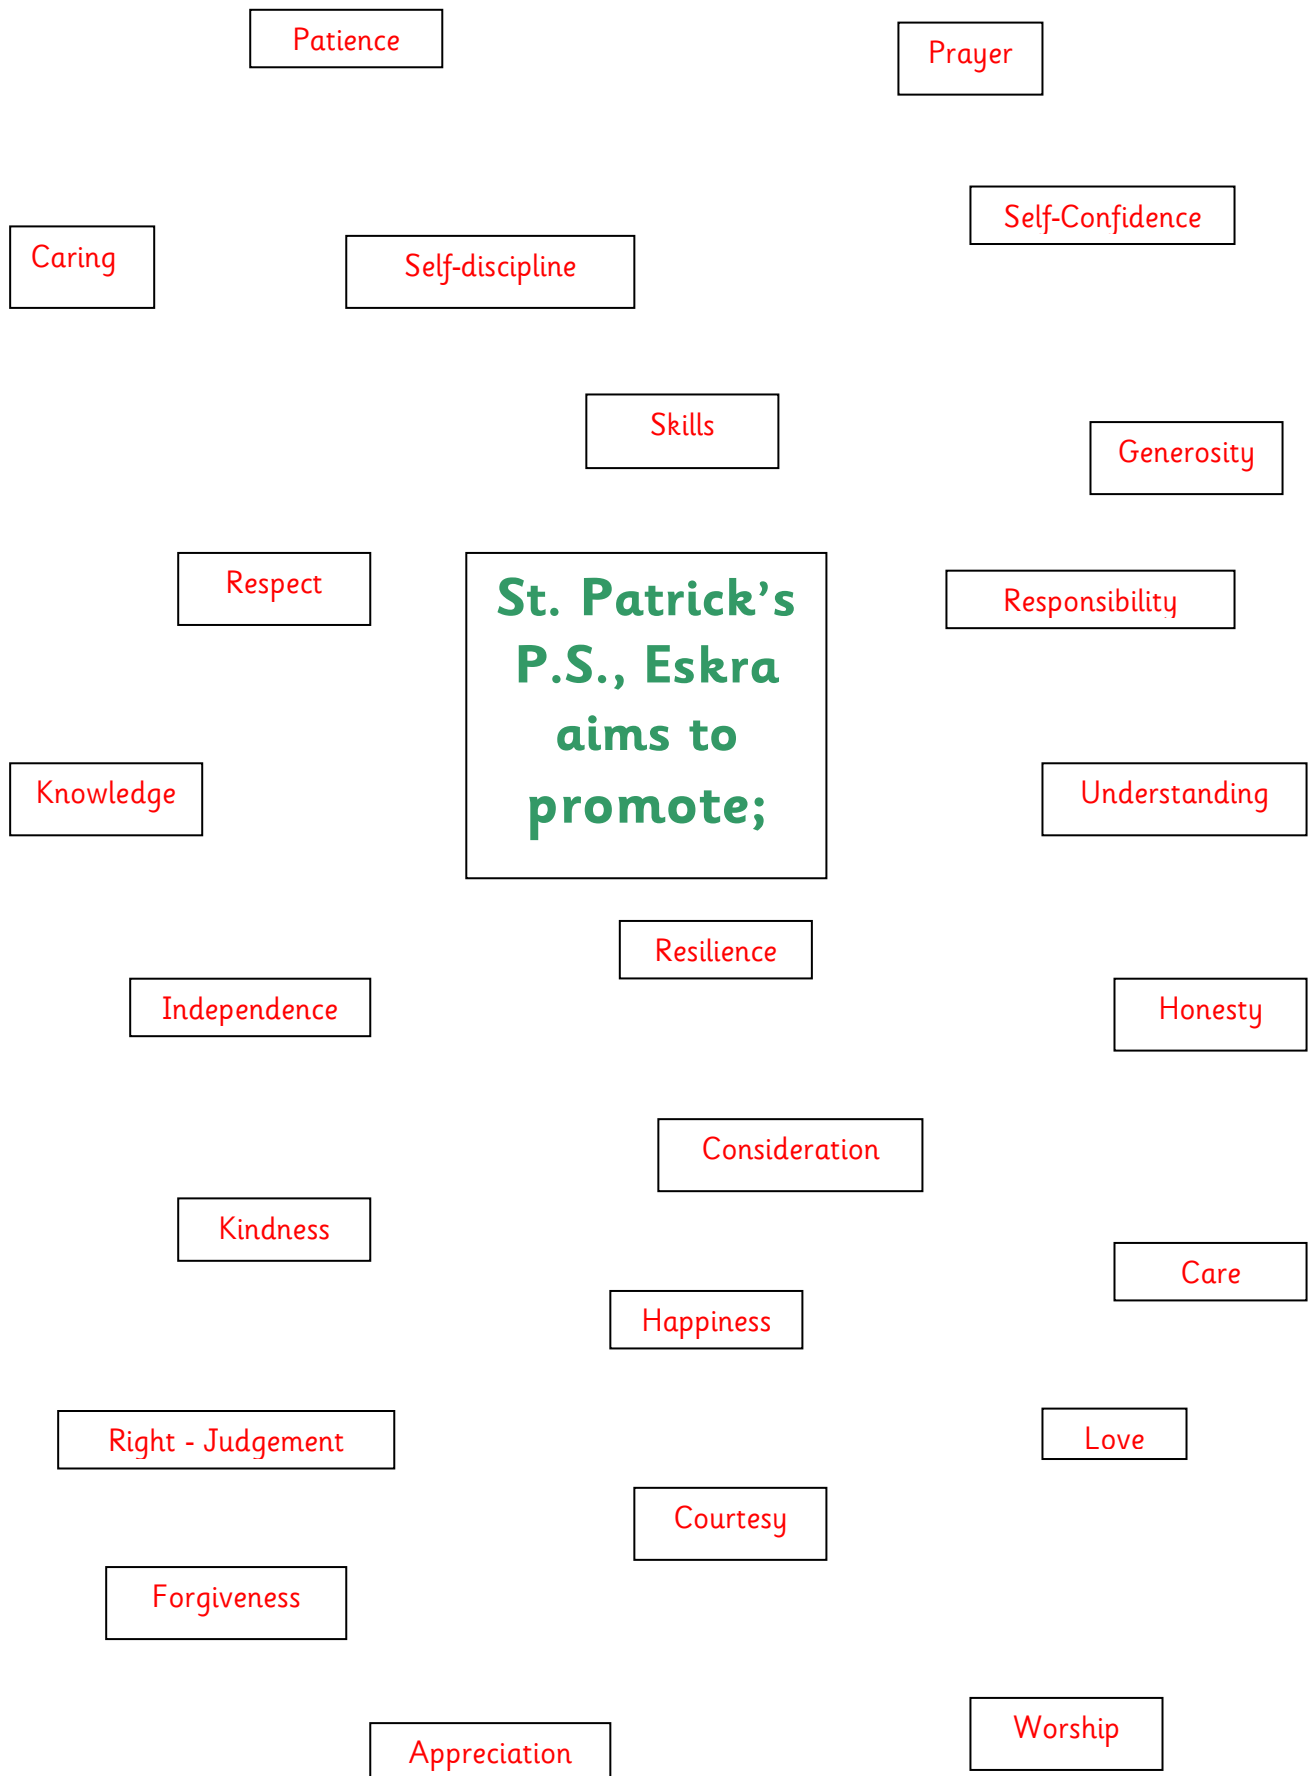 Patience
Prayer
Self-Confidence
Caring
Self-discipline
Skills
Generosity
Respect
St. Patrick’s
P.S., Eskra
aims to
promote;
Responsibility
Knowledge
Understanding
Resilience
Independence
Honesty
Consideration
Kindness
Care
Happiness
Right - Judgement
Love
Courtesy
Forgiveness
Worship
Appreciation